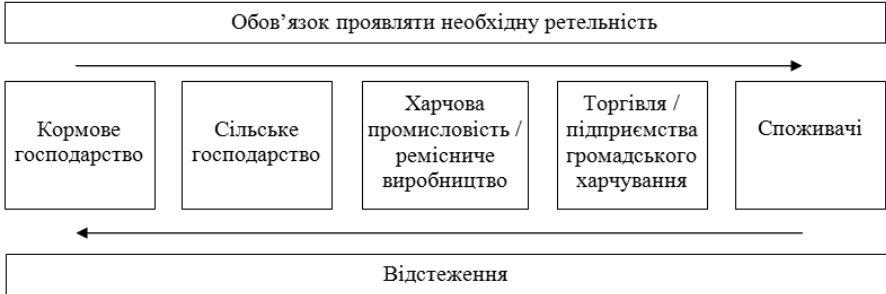 Обов’язок проявляти необхідну ретельність
Кормове
господарство
Сільське
господарство
Харчова
промисловість /
ремісниче
виробництво
Торгівля /
підприємства
громадського
харчування
Споживачі
Відстеження